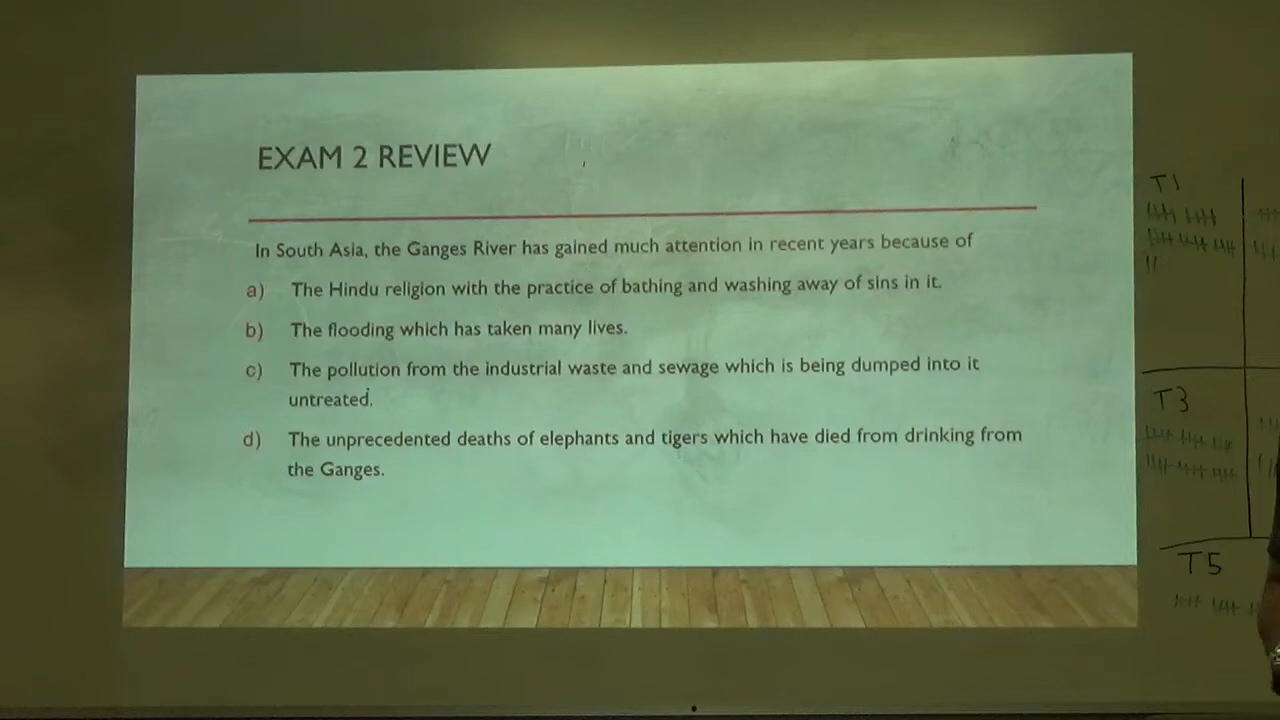 EXAM 2 REVIEW
In South Asia, the Ganges River has gained much attention in recent years because of
a) The Hindu religion with the practice of bathing and washing away of sins in it.
b) The flooding which has taken many lives.
c) The pollution from the industrial waste and sewage which is being dumped into it
untreated.
d) The unprecedented deaths of elephants and tigers which have died from drinking from
the Ganges.
T1
T3
T5